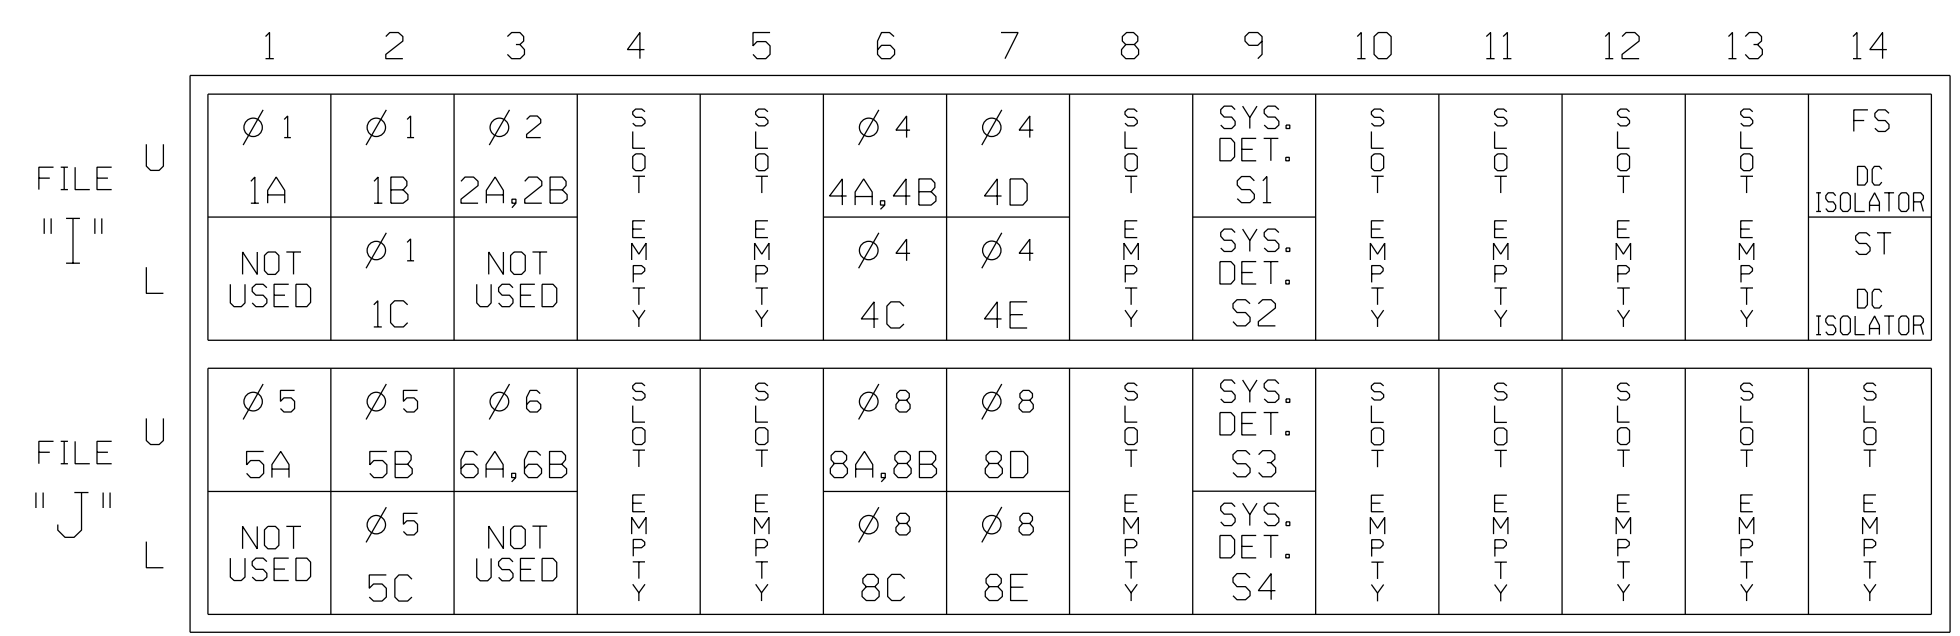 1 2 3 4 5 6 7 8 9 10 11 12 13 14
FILE "I"
U
Ø 1 1A
Ø 1 1B
Ø 2 2A,2B
SLOT EMPTY
SLOT EMPTY
Ø 4 4A,4B
Ø 4 4D
SLOT EMPTY
SYS. DET. S1
SLOT EMPTY
SLOT EMPTY
SLOT EMPTY
SLOT EMPTY
FS DC ISOLATOR
L
NOT USED
Ø 1 1C
NOT USED
Ø 4 4C
Ø 4 4E
SYS. DET. S2
ST DC ISOLATOR
FILE "J"
U
Ø 5 5A
Ø 5 5B
Ø 6 6A,6B
SLOT EMPTY
SLOT EMPTY
Ø 8 8A,8B
Ø 8 8D
SLOT EMPTY
SYS. DET. S3
SLOT EMPTY
SLOT EMPTY
SLOT EMPTY
SLOT EMPTY
SLOT EMPTY
L
NOT USED
Ø 5 5C
NOT USED
Ø 8 8C
Ø 8 8E
SYS. DET. S4